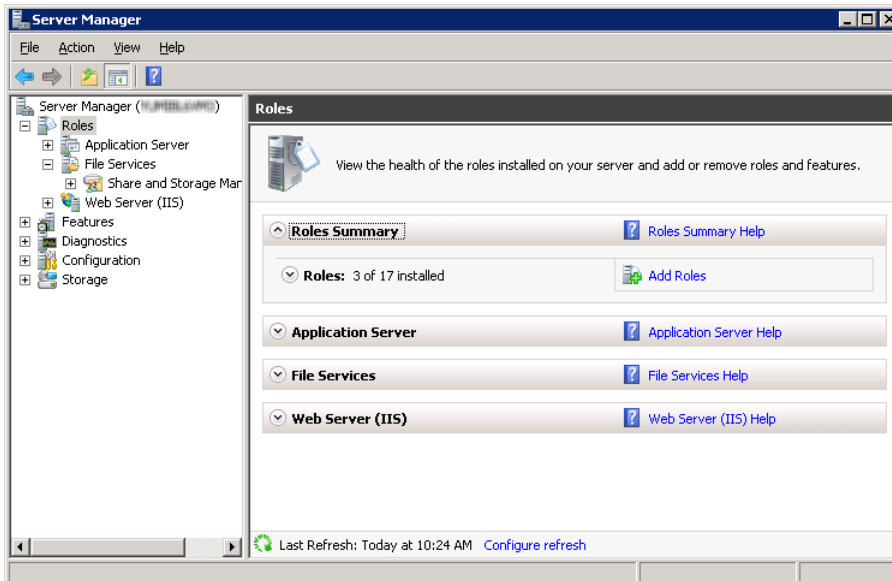 Server Manager
File Action View Help
Server Manager (
)
Roles
Application Server
File Services
Share and Storage Mar
Web Server (IIS)
Features
Diagnostics
Configuration
Storage
Roles
View the health of the roles installed on your server and add or remove roles and features.
Roles Summary
Roles Summary Help
Roles: 3 of 17 installed
Add Roles
Application Server
Application Server Help
File Services
File Services Help
Web Server (IIS)
Web Server (IIS) Help
Last Refresh: Today at 10:24 AM Configure refresh